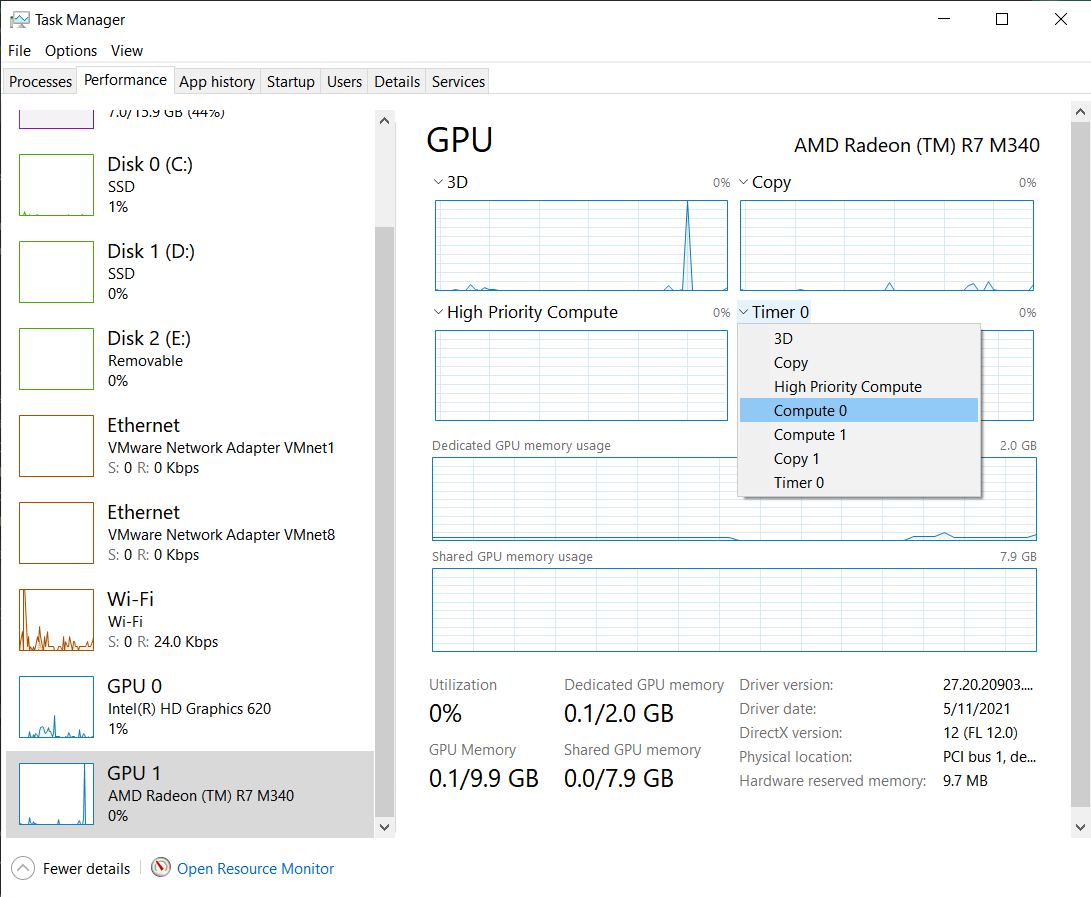 Task Manager
File Options View
Processes Performance App history Startup Users Details Services
7.0/15.9 GB (44%)
Disk 0 (C:)
SSD
1%
Disk 1 (D:)
SSD
0%
Disk 2 (E:)
Removable
0%
Ethernet
VMware Network Adapter VMnet1
S: 0 R: 0 Kbps
Ethernet
VMware Network Adapter VMnet8
S: 0 R: 0 Kbps
Wi-Fi
Wi-Fi
S: 0 R: 24.0 Kbps
GPU 0
Intel(R) HD Graphics 620
1%
GPU 1
AMD Radeon (TM) R7 M340
0%
GPU AMD Radeon (TM) R7 M340
3D 0% Copy 0%
High Priority Compute 0% Timer 0 0%
3D
Copy
High Priority Compute
Compute 0
Compute 1
Copy 1
Timer 0
Dedicated GPU memory usage 2.0 GB
Shared GPU memory usage 7.9 GB
Utilization
0%
Dedicated GPU memory
0.1/2.0 GB
GPU Memory
0.1/9.9 GB
Shared GPU memory
0.0/7.9 GB
Driver version: 27.20.20903....
Driver date: 5/11/2021
DirectX version: 12 (FL 12.0)
Physical location: PCI bus 1, de...
Hardware reserved memory: 9.7 MB
Fewer details Open Resource Monitor